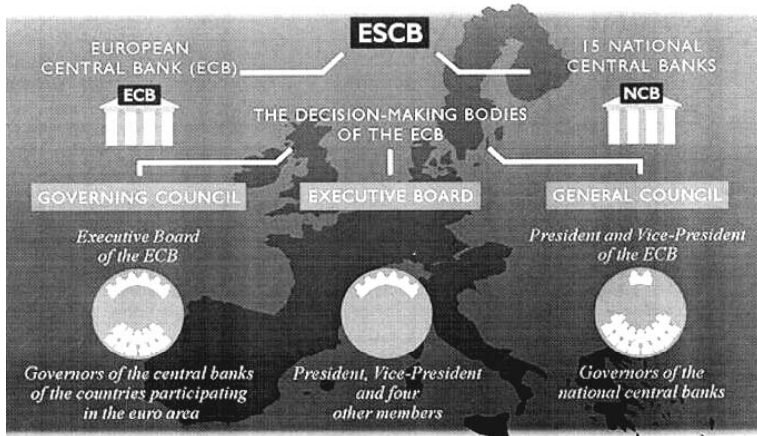 ESCB
EUROPEAN
CENTRAL BANK (ECB)
15 NATIONAL
CENTRAL BANKS
ECB
NCB
THE DECISION-MAKING BODIES
OF THE ECB
GOVERNING COUNCIL
EXECUTIVE BOARD
GENERAL COUNCIL
Executive Board
of the ECB
President and Vice-President
of the ECB
Governors of the central banks
of the countries participating
in the euro area
President, Vice-President
and four
other members
Governors of the
national central banks